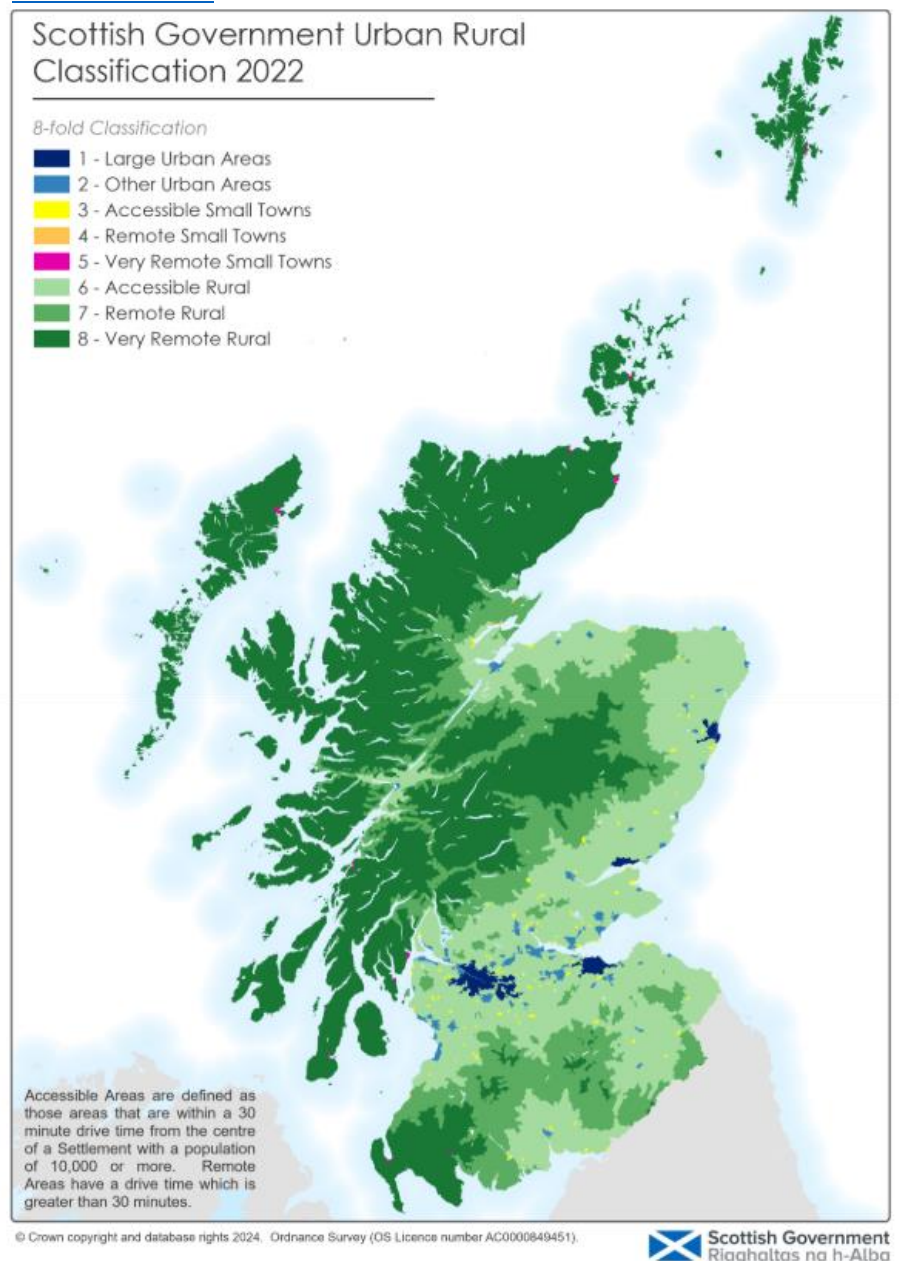 Scottish Government Urban Rural
Classification 2022
8-fold Classification
1 - Large Urban Areas
2 - Other Urban Areas
3 - Accessible Small Towns
4 - Remote Small Towns
5 - Very Remote Small Towns
6 - Accessible Rural
7 - Remote Rural
8 - Very Remote Rural
Accessible Areas are defined as
those areas that are within a 30
minute drive time from the centre
of a Settlement with a population
of 10,000 or more. Remote
Areas have a drive time which is
greater than 30 minutes.
© Crown copyright and database rights 2024. Ordnance Survey (OS Licence number AC0000849451).
Scottish Government
Riaghaltas na h-Alba